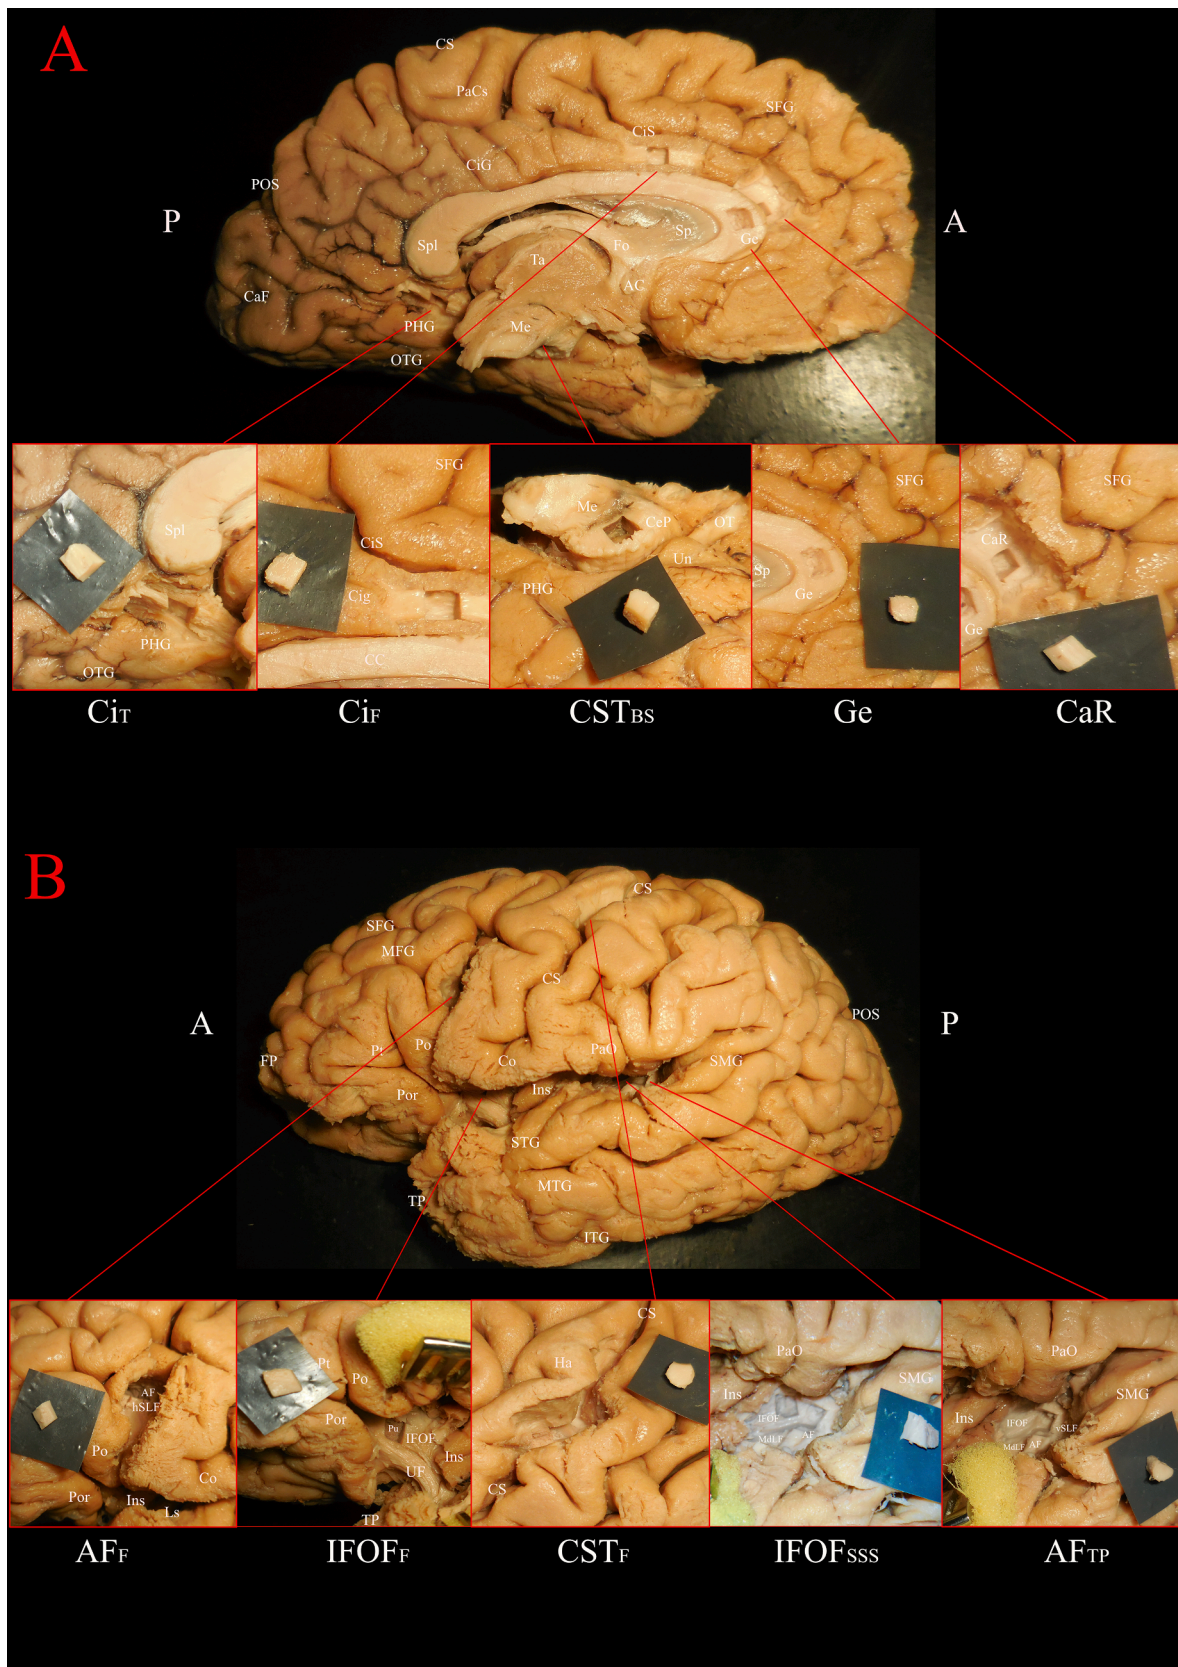 A
CS
PaCs
SFG
CiS
CiG
POS
P
A
Spl
Fo
Sp
Ge
Ta
AC
CaF
PHG
Me
OTG
Spl
PHG
OTG
SFG
CiS
Cig
CC
Me
CeP
OT
Un
PHG
SFG
Sp
Ge
SFG
CaR
Ge
CiT
CiF
CSTBS
Ge
CaR
B
CS
SFG
MFG
CS
A
POS
P
FP
Pt
Po
PaO
Co
SMG
Por
Ins
STG
TP
MTG
ITG
AF
hSLF
Po
Co
Por
Ins
Ls
Pt
Po
Por
Pu
IFOF
Ins
UF
TP
CS
Ha
CS
PaO
SMG
Ins
IFOF
AF
MdLF
PaO
SMG
Ins
IFOF
vSLF
AF
MdLF
AFF
IFOFF
CSTF
IFOFSSS
AFTP